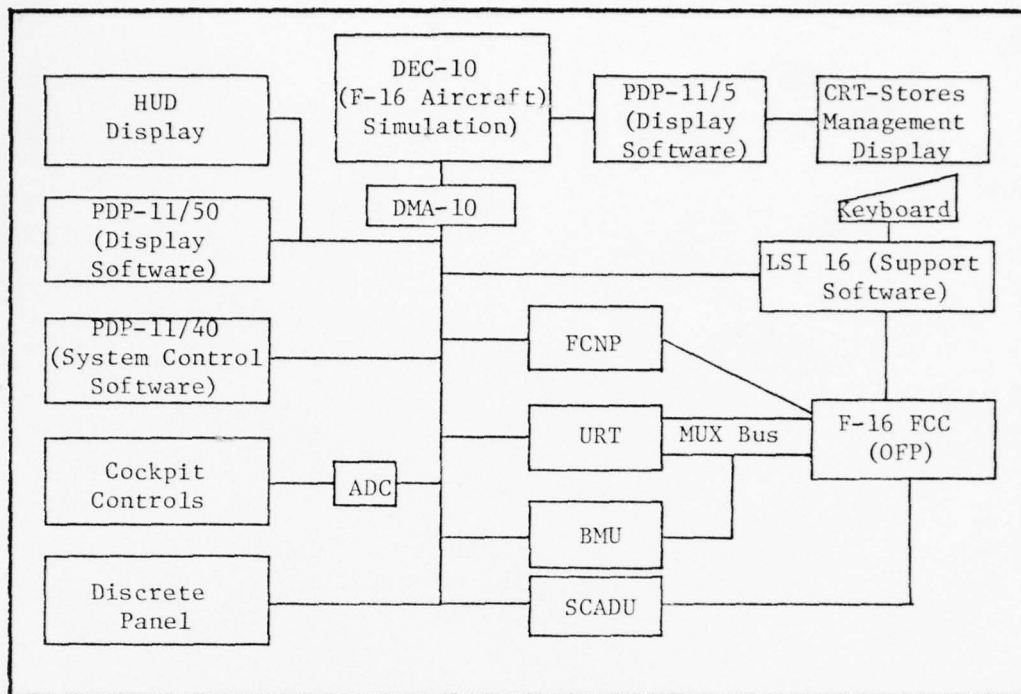 HUD
Display
DEC-10
(F-16 Aircraft)
Simulation)
PDP-11/5
(Display
Software)
CRT-Stores
Management
Display
DMA-10
Keyboard
PDP-11/50
(Display
Software)
LSI 16 (Support
Software)
PDP-11/40
(System Control
Software)
FCNP
URT
MUX Bus
F-16 FCC
(OFP)
Cockpit
Controls
ADC
BMU
Discrete
Panel
SCADU